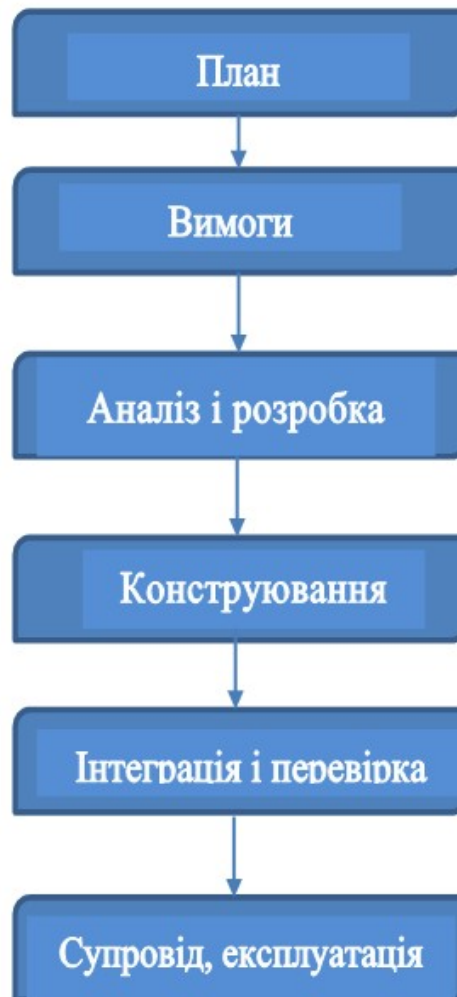 План
Вимоги
Аналіз і розробка
Конструювання
Інтеграція і перевірка
Супровід, експлуатація